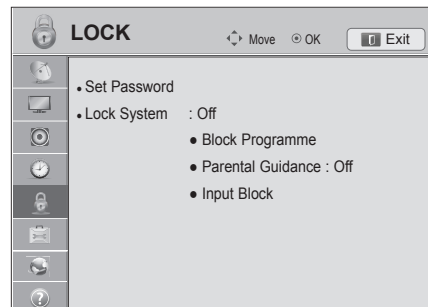 LOCK
Move OK Exit
• Set Password
• Lock System : Off
• Block Programme
• Parental Guidance : Off
• Input Block